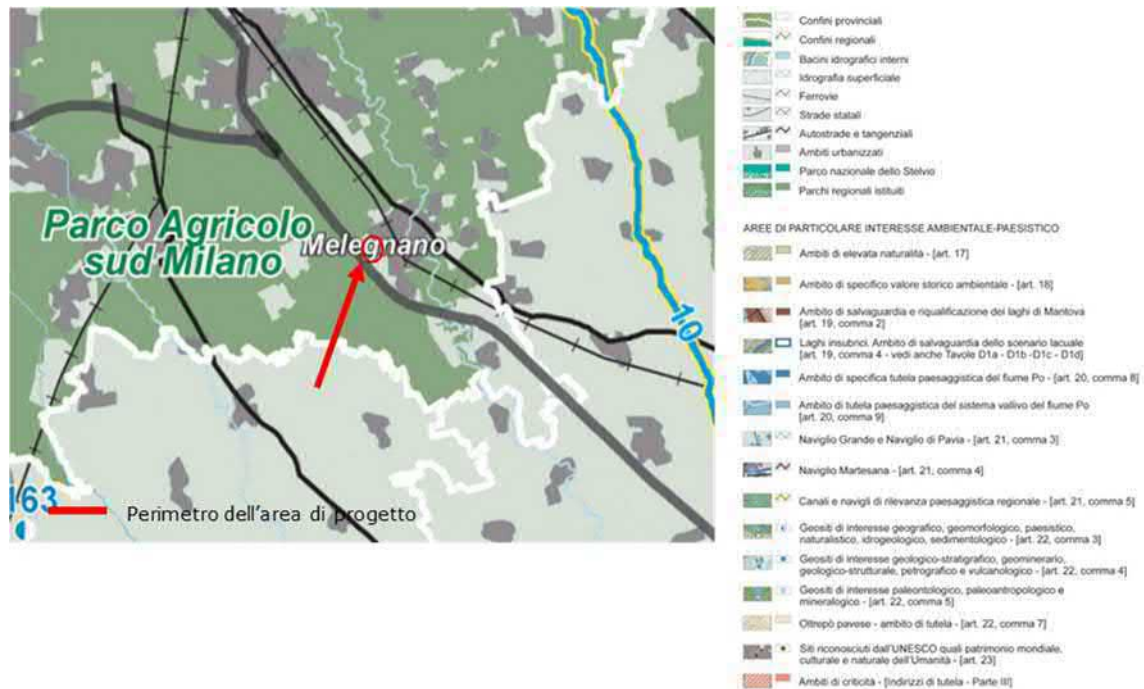 Parco Agricolo
sud Milano
Melegnano
10
163
Perimetro dell'area di progetto
Confini provinciali
Confini regionali
Bacini idrografici interni
Idrografia superficiale
Ferrovie
Strade statali
Autostrade e tangenziali
Ambiti urbanizzati
Parco nazionale dello Stelvio
Parchi regionali istituiti
AREE DI PARTICOLARE INTERESSE AMBIENTALE-PAESISTICO
Ambiti di elevata naturalità - [art. 17]
Ambito di specifico valore storico ambientale - [art. 18]
Ambito di salvaguardia e riqualificazione dei laghi di Mantova
[art. 19, comma 2]
Laghi insubrici. Ambito di salvaguardia dello scenario lacuale
[art. 19, comma 4 - vedi anche Tavole D1a - D1b -D1c - D1d]
Ambito di specifica tutela paesaggistica del fiume Po - [art. 20, comma 8]
Ambito di tutela paesaggistica del sistema vallivo del fiume Po
[art. 20, comma 9]
Naviglio Grande e Naviglio di Pavia - [art. 21, comma 3]
Naviglio Martesana - [art. 21, comma 4]
Canali e navigli di rilevanza paesaggistica regionale - [art. 21, comma 5]
Geositi di interesse geografico, geomorfologico, paesistico,
naturalistico, idrogeologico, sedimentologico - [art. 22, comma 3]
Geositi di interesse geologico-stratigrafico, geominerario,
geologico-strutturale, petrografico e vulcanologico - [art. 22, comma 4]
Geositi di interesse paleontologico, paleoantropologico e
mineralogico - [art. 22, comma 5]
Oltrepò pavese - ambito di tutela - [art. 22, comma 7]
Siti riconosciuti dall'UNESCO quali patrimonio mondiale,
culturale e naturale dell'Umanità - [art. 23]
Ambiti di criticità - [Indirizzi di tutela - Parte III]